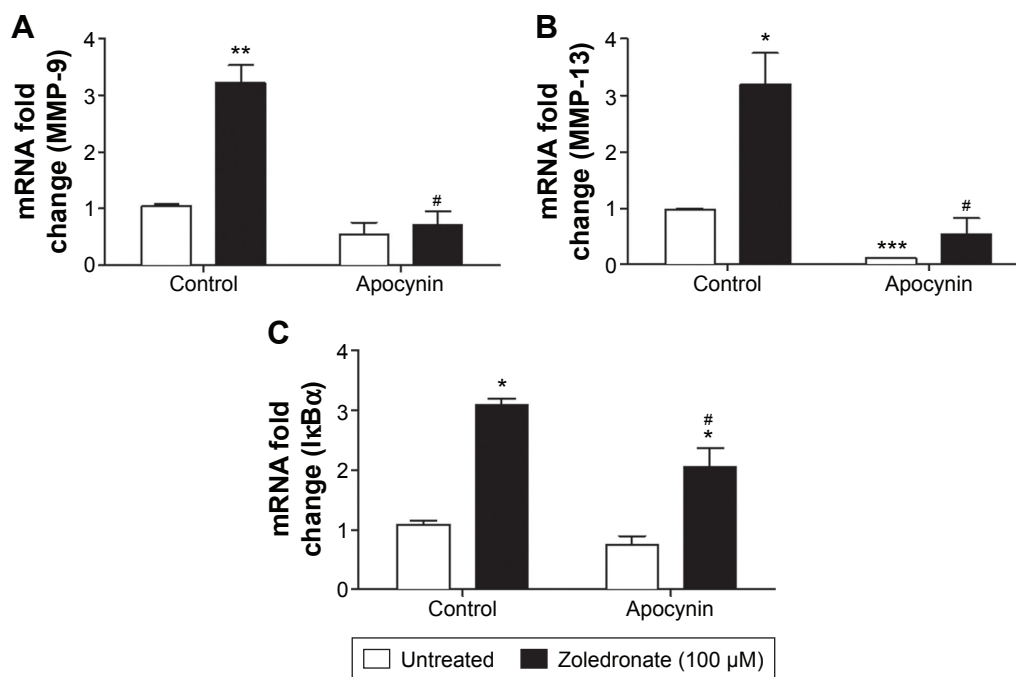 A
mRNA fold
change (MMP-9)
4
3
2
1
0
**
#
Control
Apocynin
B
mRNA fold
change (MMP-13)
4
3
2
1
0
*
***
#
Control
Apocynin
C
mRNA fold
change (IκBα)
4
3
2
1
0
*
#
*
Control
Apocynin
Untreated
Zoledronate (100 µM)